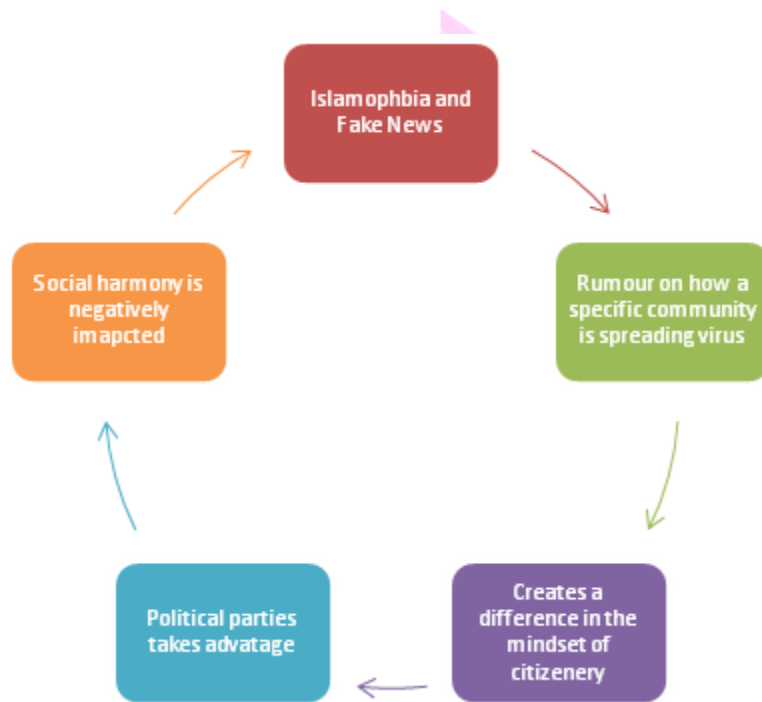 Islamophbia and
Fake News
Rumour on how a
specific community
is spreading virus
Creates a
difference in the
mindset of
citizenery
Political parties
takes advatage
Social harmony is
negatively
imapcted